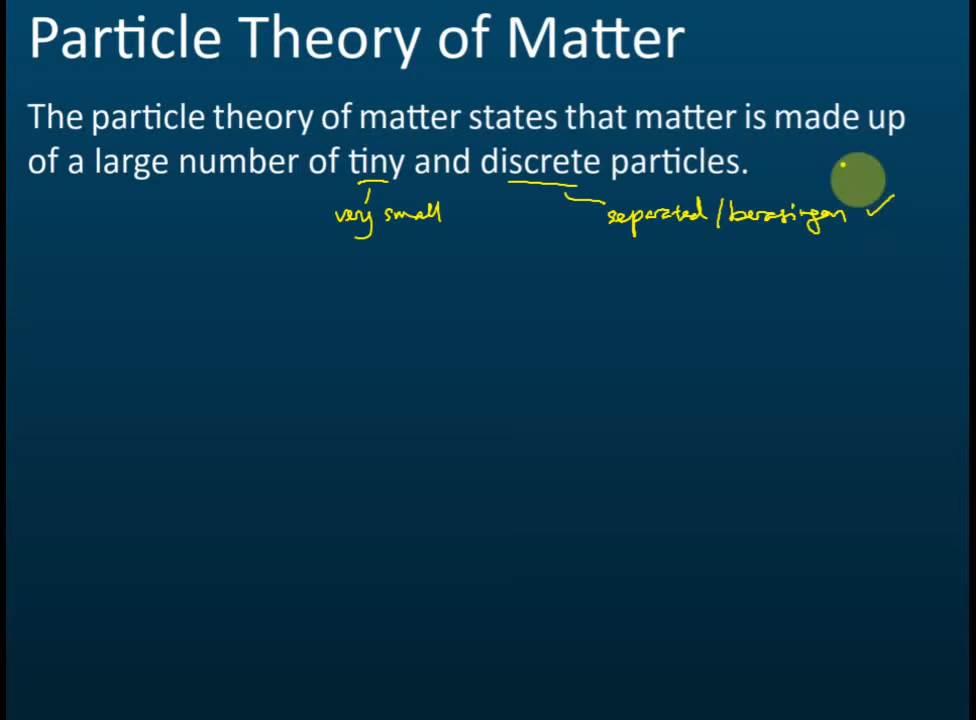 Particle Theory of Matter
The particle theory of matter states that matter is made up
of a large number of tiny and discrete particles.
very small separated/berasingan